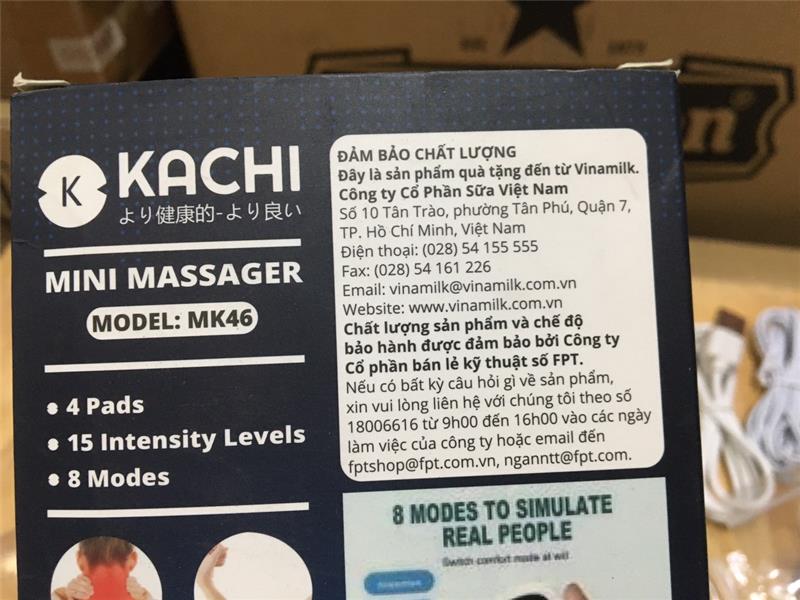 K
KACHI
より健康的-より良い
MINI MASSAGER
MODEL: MK46
4 Pads
15 Intensity Levels
8 Modes
ĐẢM BẢO CHẤT LƯỢNG
Đây là sản phẩm quà tặng đến từ Vinamilk.
Công ty Cổ Phần Sữa Việt Nam
Số 10 Tân Trào, phường Tân Phú, Quận 7,
TP. Hồ Chí Minh, Việt Nam
Điện thoại: (028) 54 155 555
Fax: (028) 54 161 226
Email: vinamilk@vinamilk.com.vn
Website: www.vinamilk.com.vn
Chất lượng sản phẩm và chế độ
bảo hành được đảm bảo bởi Công ty
Cổ phần bán lẻ kỹ thuật số FPT.
Nếu có bất kỳ câu hỏi gì về sản phẩm,
xin vui lòng liên hệ với chúng tôi theo số
18006616 từ 9h00 đến 16h00 vào các ngày
làm việc của công ty hoặc email đến
fptshop@fpt.com.vn, nganntt@fpt.com.
8 MODES TO SIMULATE
REAL PEOPLE
Switch comfort mode at will